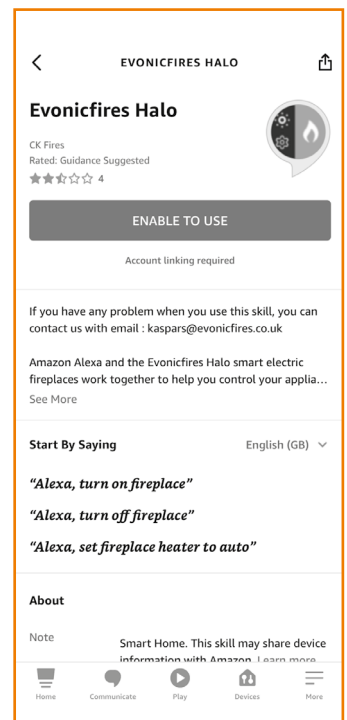 EVONICFIRES HALO
Evonicfires Halo
CK Fires
Rated: Guidance Suggested
4
ENABLE TO USE
Account linking required
If you have any problem when you use this skill, you can
contact us with email : kaspars@evonicfires.co.uk
Amazon Alexa and the Evonicfires Halo smart electric
fireplaces work together to help you control your applia...
See More
Start By Saying English (GB)
“Alexa, turn on fireplace”
“Alexa, turn off fireplace”
“Alexa, set fireplace heater to auto”
About
Note Smart Home. This skill may share device
information with Amazon. Learn more
Home Communicate Play Devices More